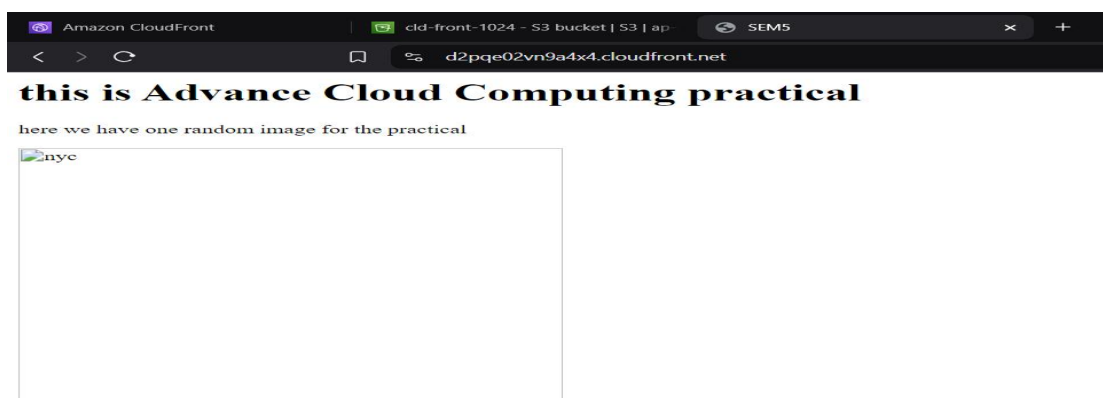 Amazon CloudFront
cld-front-1024 - S3 bucket | S3 | ap-
SEM5
d2pqe02vn9a4x4.cloudfront.net
this is Advance Cloud Computing practical
here we have one random image for the practical
nyc